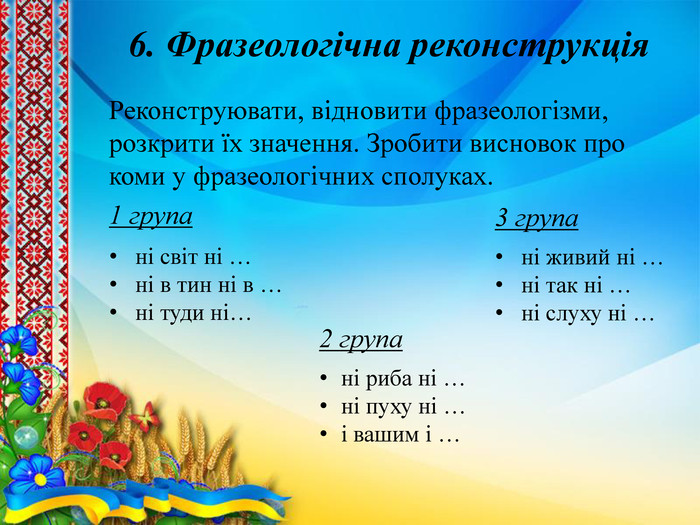 6. Фразеологічна реконструкція
Реконструювати, відновити фразеологізми,
розкрити їх значення. Зробити висновок про
коми у фразеологічних сполуках.
1 група
• ні світ ні …
• ні в тин ні в …
• ні туди ні…
2 група
• ні риба ні …
• ні пуху ні …
• і вашим і …
3 група
• ні живий ні …
• ні так ні …
• ні слуху ні …